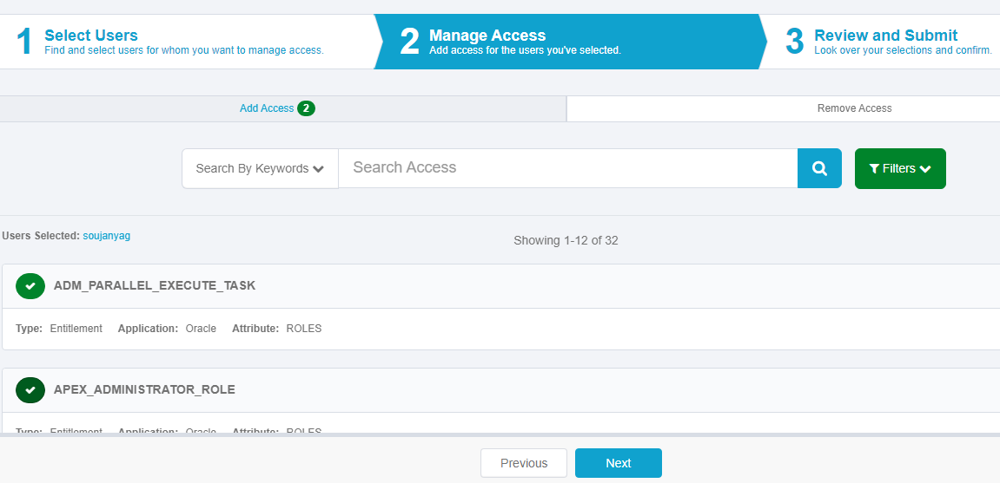 1 Select Users
Find and select users for whom you want to manage access.
2 Manage Access
Add access for the users you've selected.
3 Review and Submit
Look over your selections and confirm.
Add Access 2
Remove Access
Search By Keywords
Search Access
Filters
Users Selected: soujanyag
Showing 1-12 of 32
ADM_PARALLEL_EXECUTE_TASK
Type: Entitlement Application: Oracle Attribute: ROLES
APEX_ADMINISTRATOR_ROLE
Type: Entitlement Application: Oracle Attribute: ROLES
Previous
Next